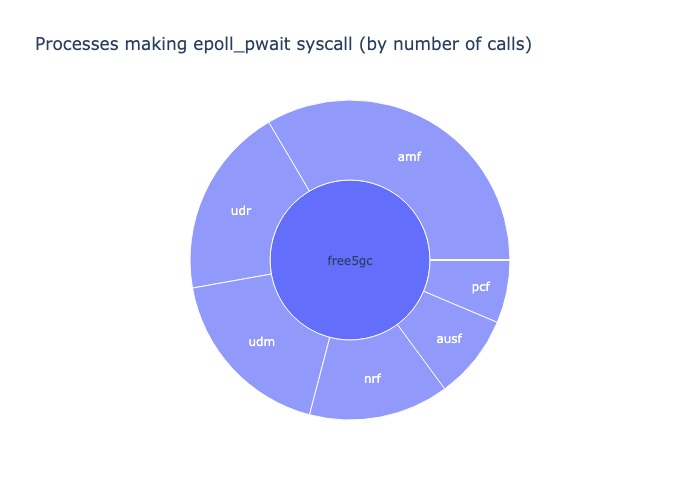 Processes making epoll_pwait syscall (by number of calls)
amf
udr
free5gc
pcf
ausf
udm
nrf